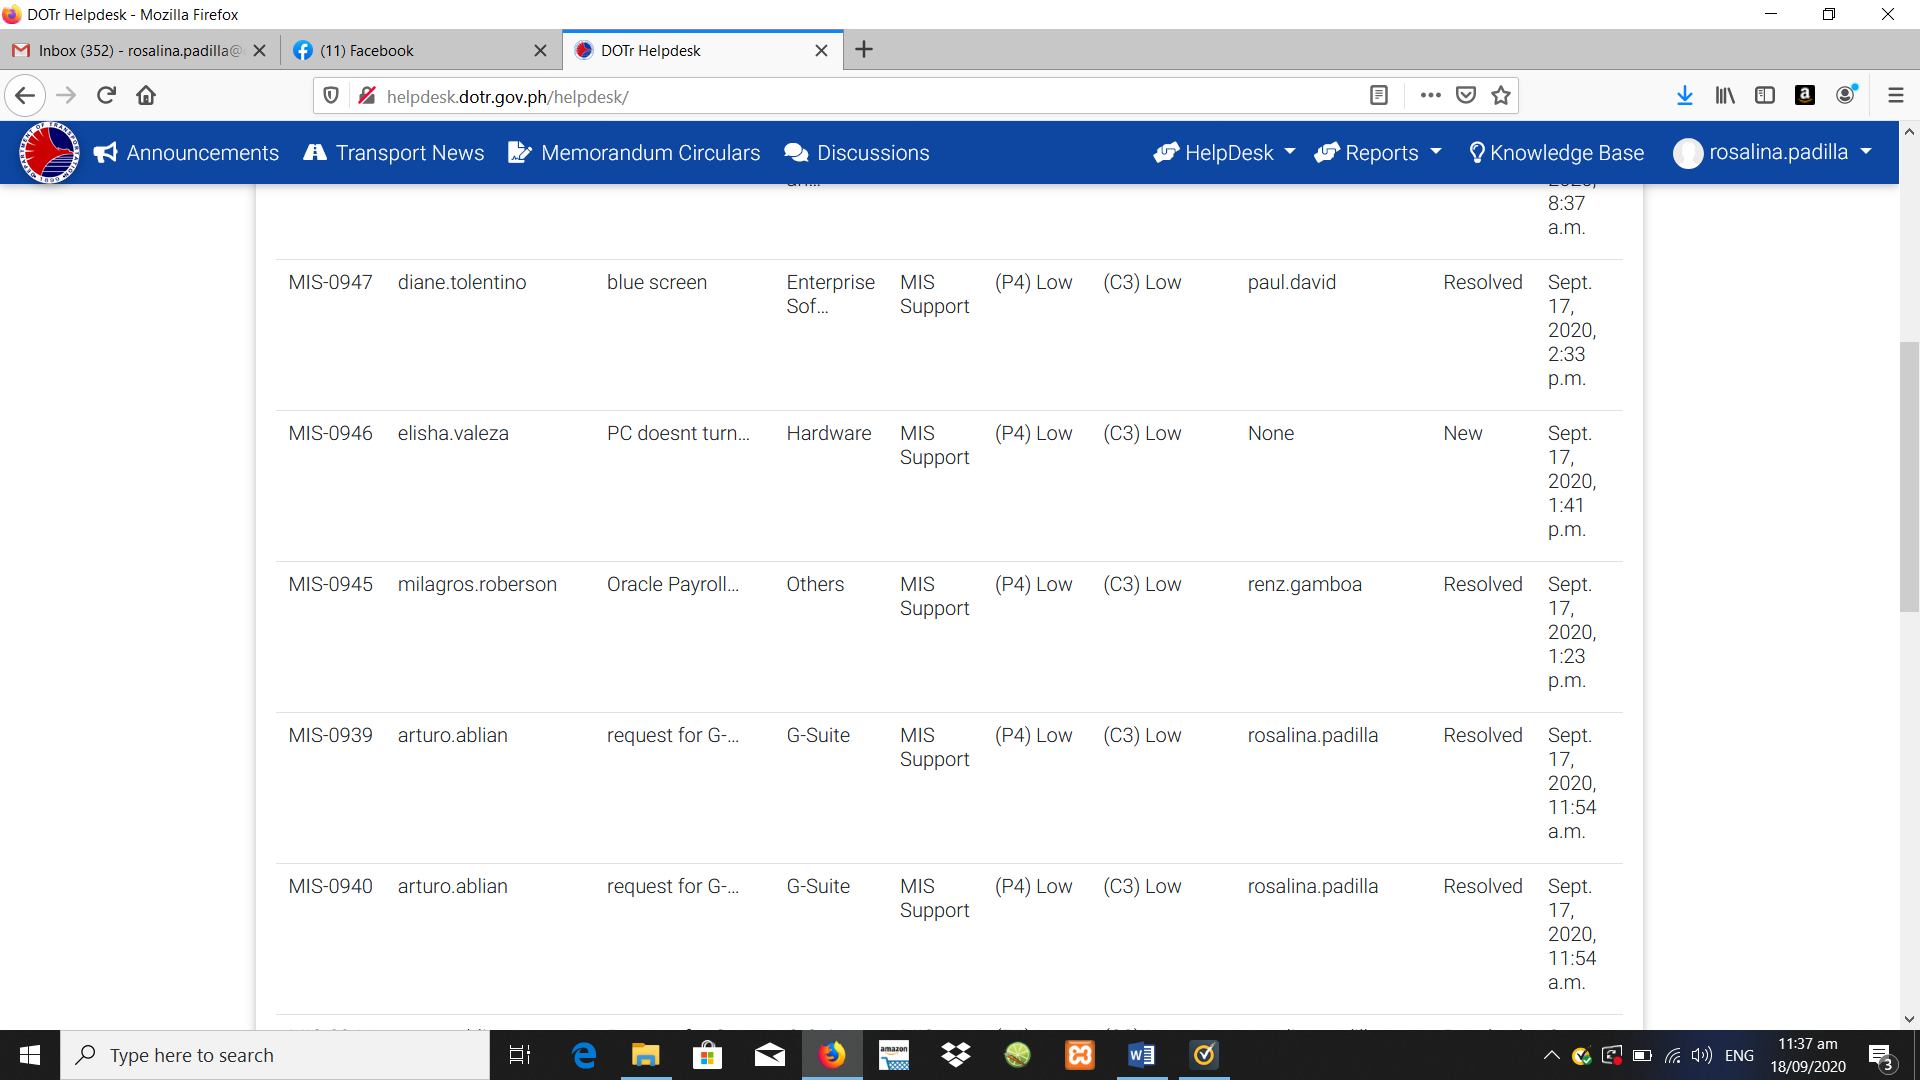 DOTr Helpdesk - Mozilla Firefox
Inbox (352) - rosalina.padilla@
(11) Facebook
DOTr Helpdesk
helpdesk.dotr.gov.ph/helpdesk/
Announcements Transport News Memorandum Circulars Discussions HelpDesk Reports Knowledge Base rosalina.padilla
8:37
a.m.
MIS-0947 diane.tolentino blue screen Enterprise MIS (P4) Low (C3) Low paul.david Resolved Sept.
Sof... Support 17,
2020,
2:33
p.m.
MIS-0946 elisha.valeza PC doesnt turn... Hardware MIS (P4) Low (C3) Low None New Sept.
Support 17,
2020,
1:41
p.m.
MIS-0945 milagros.roberson Oracle Payroll... Others MIS (P4) Low (C3) Low renz.gamboa Resolved Sept.
Support 17,
2020,
1:23
p.m.
MIS-0939 arturo.ablian request for G-... G-Suite MIS (P4) Low (C3) Low rosalina.padilla Resolved Sept.
Support 17,
2020,
11:54
a.m.
MIS-0940 arturo.ablian request for G-... G-Suite MIS (P4) Low (C3) Low rosalina.padilla Resolved Sept.
Support 17,
2020,
11:54
a.m.
Type here to search
amazon
ENG
11:37 am
18/09/2020
3